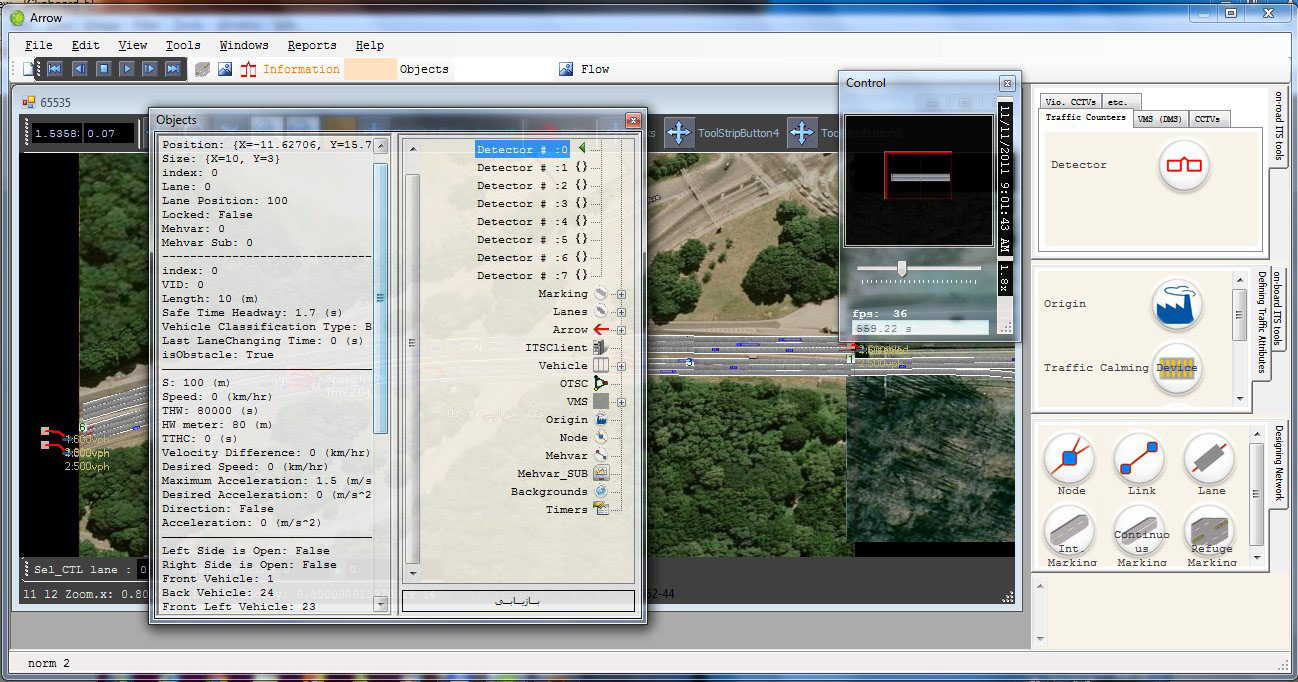 Arrow
File Edit View Tools Windows Reports Help
Information Objects Flow
65535
1.5358: 0.07
ToolStripButton4
Objects
Position: {X=-11.62706, Y=15.7
Size: {X=10, Y=3}
index: 0
Lane: 0
Lane Position: 100
Locked: False
Mehvar: 0
Mehvar Sub: 0
index: 0
VID: 0
Length: 10 (m)
Safe Time Headway: 1.7 (s)
Vehicle Classification Type: B
Last LaneChanging Time: 0 (s)
isObstacle: True
S: 100 (m)
Speed: 0 (km/hr)
THW: 80000 (s)
HW meter: 80 (m)
TTHC: 0 (s)
Velocity Difference: 0 (km/hr)
Desired Speed: 0 (km/hr)
Maximum Acceleration: 1.5 (m/s
Desired Acceleration: 0 (m/s^2
Direction: False
Acceleration: 0 (m/s^2)
Left Side is Open: False
Right Side is Open: False
Front Vehicle: 1
Back Vehicle: 24
Front Left Vehicle: 23
Detector # :0
Detector # :1
Detector # :2
Detector # :3
Detector # :4
Detector # :5
Detector # :6
Detector # :7
Marking
Lanes
Arrow
ITSClient
Vehicle
OTSC
VMS
Origin
Node
Mehvar
Mehvar_SUB
Backgrounds
Timers
بازیابی
Control
11/11/2011 9:01:43 AM
1.8x
fps: 36
559.22 s
2:500vph
Sel_CTL lane : 0
l1 l2 Zoom.x: 0.80
Vio. CCTVs etc.
Traffic Counters VMS (DMS) CCTVs
Detector
on-road ITS tools
Origin
Traffic Calming Device
on-board ITS tools
Defining Traffic Attributes
Node Link Lane
Int. Marking
Continuous Marking
Refuge Marking
Designing Network
norm 2